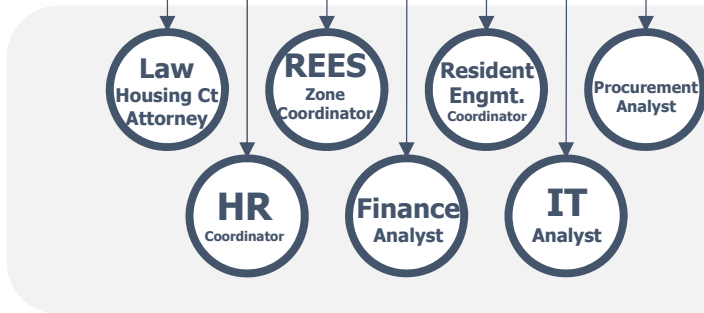 Law
Housing Ct
Attorney
REES
Zone
Coordinator
Resident
Engmt.
Coordinator
Procurement
Analyst
HR
Coordinator
Finance
Analyst
IT
Analyst